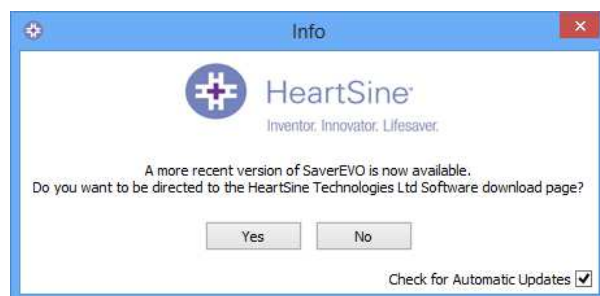 Info
HeartSine
Inventor. Innovator. Lifesaver.
A more recent version of SaverEVO is now available.
Do you want to be directed to the HeartSine Technologies Ltd Software download page?
Yes No
Check for Automatic Updates